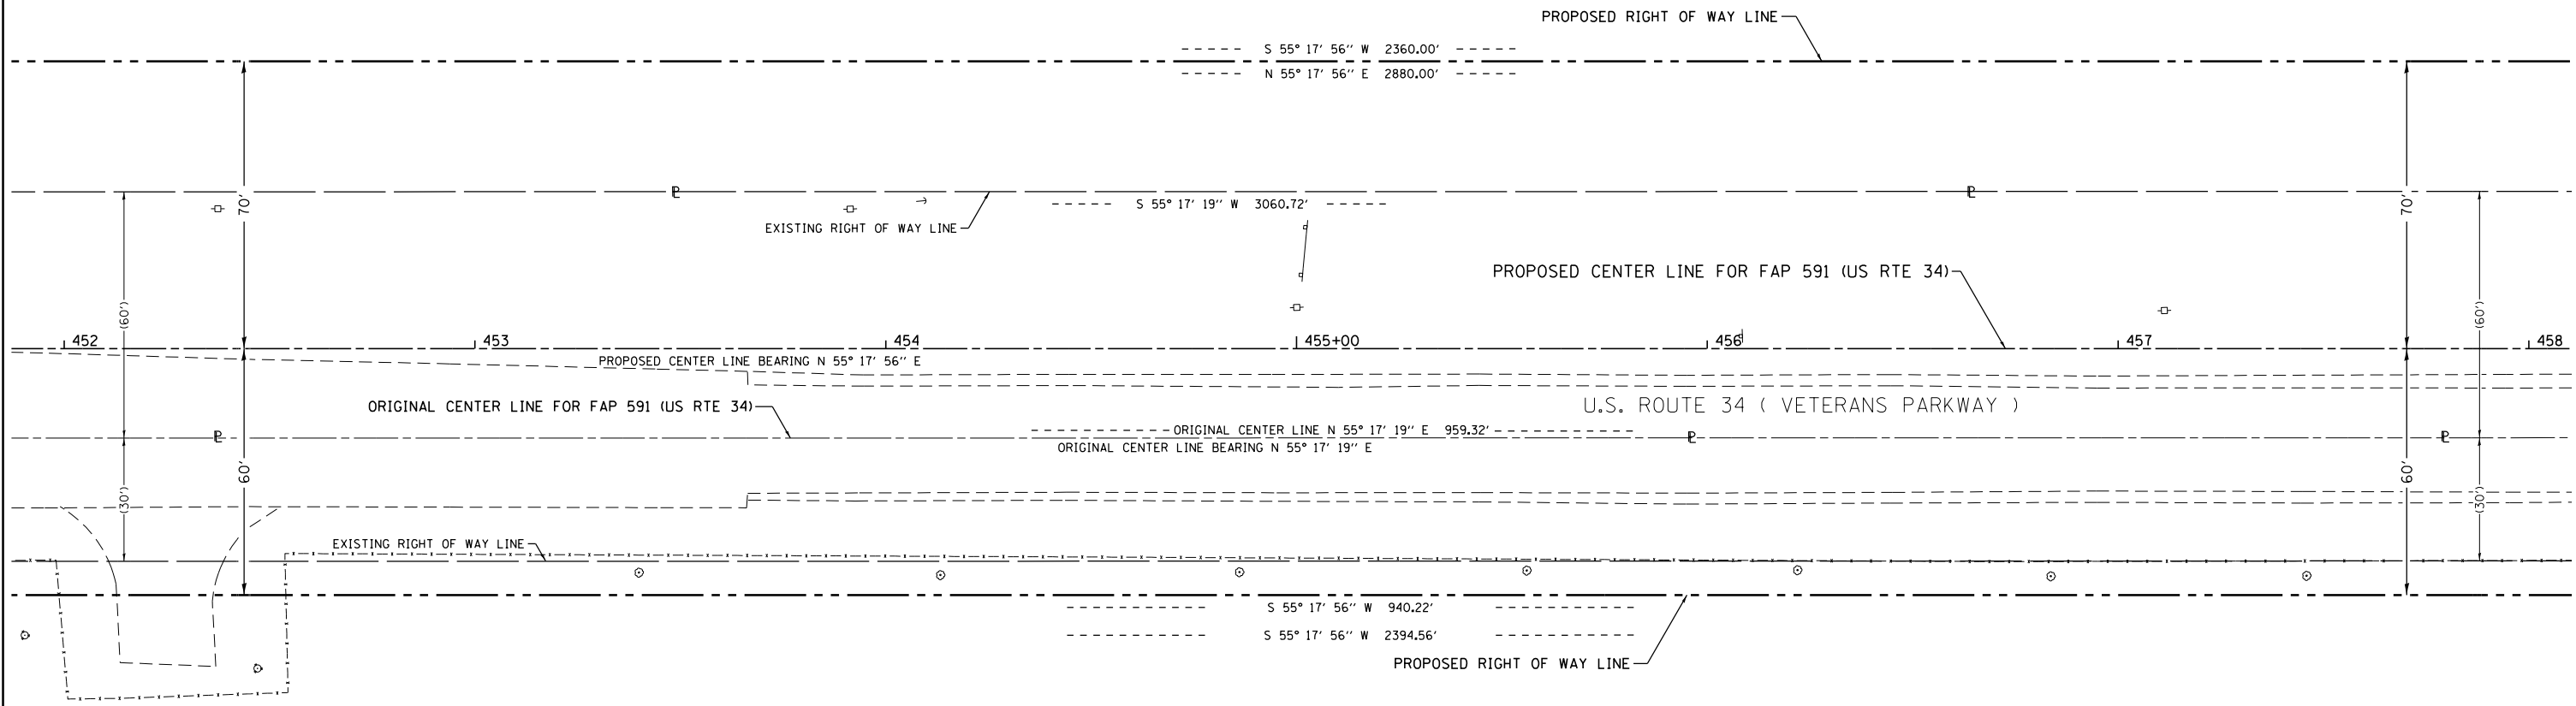 PROPOSED RIGHT OF WAY LINE
S 55° 17' 56'' W 2360.00'
N 55° 17' 56'' E 2880.00'
PL
PL
70'
70'
S 55° 17' 19'' W 3060.72'
EXISTING RIGHT OF WAY LINE
PROPOSED CENTER LINE FOR FAP 591 (US RTE 34)
(60')
(60')
452
453
454
455+00
456
457
458
PROPOSED CENTER LINE BEARING N 55° 17' 56'' E
ORIGINAL CENTER LINE FOR FAP 591 (US RTE 34)
U.S. ROUTE 34 ( VETERANS PARKWAY )
PL
ORIGINAL CENTER LINE N 55° 17' 19'' E 959.32'
PL
PL
ORIGINAL CENTER LINE BEARING N 55° 17' 19'' E
60'
60'
(30')
(30')
EXISTING RIGHT OF WAY LINE
S 55° 17' 56'' W 940.22'
S 55° 17' 56'' W 2394.56'
PROPOSED RIGHT OF WAY LINE